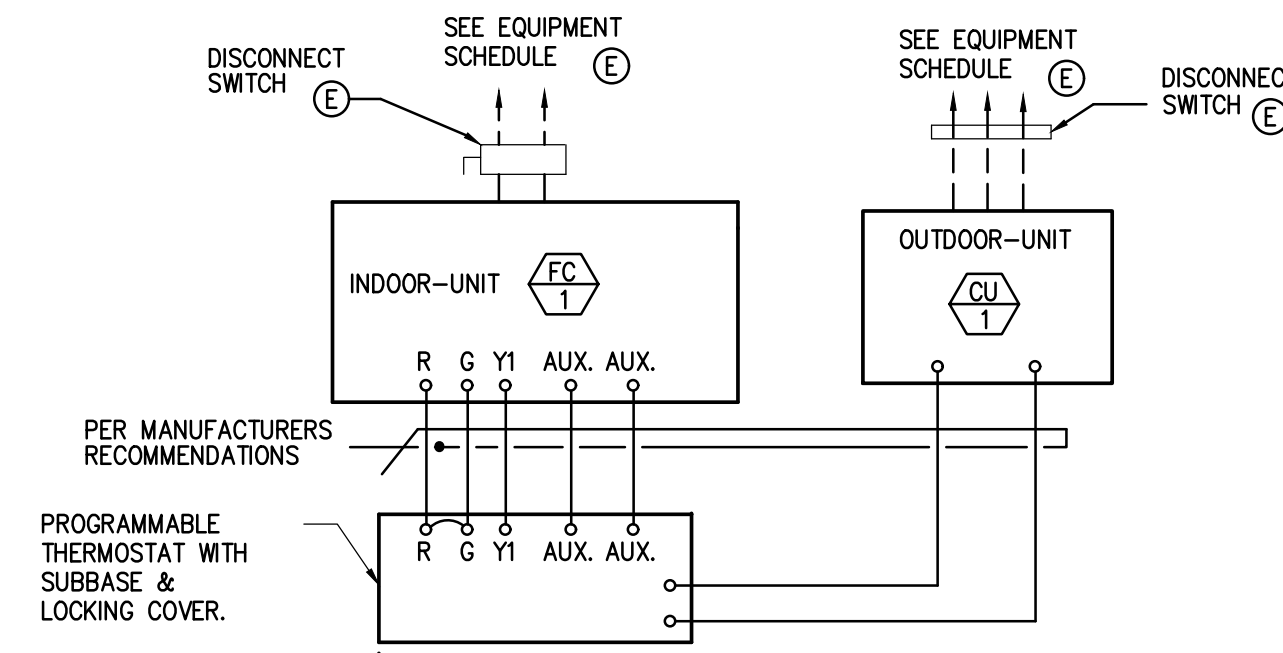 DISCONNECT
SWITCH
E
SEE EQUIPMENT
SCHEDULE
E
SEE EQUIPMENT
SCHEDULE
E
DISCONNEC
SWITCH
E
INDOOR-UNIT
FC
1
OUTDOOR-UNIT
CU
1
R G Y1 AUX. AUX.
PER MANUFACTURERS
RECOMMENDATIONS
PROGRAMMABLE
THERMOSTAT WITH
SUBBASE &
LOCKING COVER.
R G Y1 AUX. AUX.